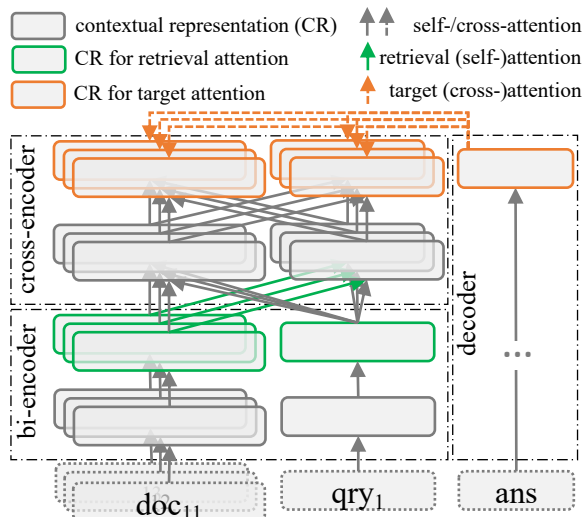 contextual representation (CR)
self-/cross-attention
CR for retrieval attention
retrieval (self-)attention
CR for target attention
target (cross-)attention
cross-encoder
bi-encoder
decoder
...
doc11
qry1
ans